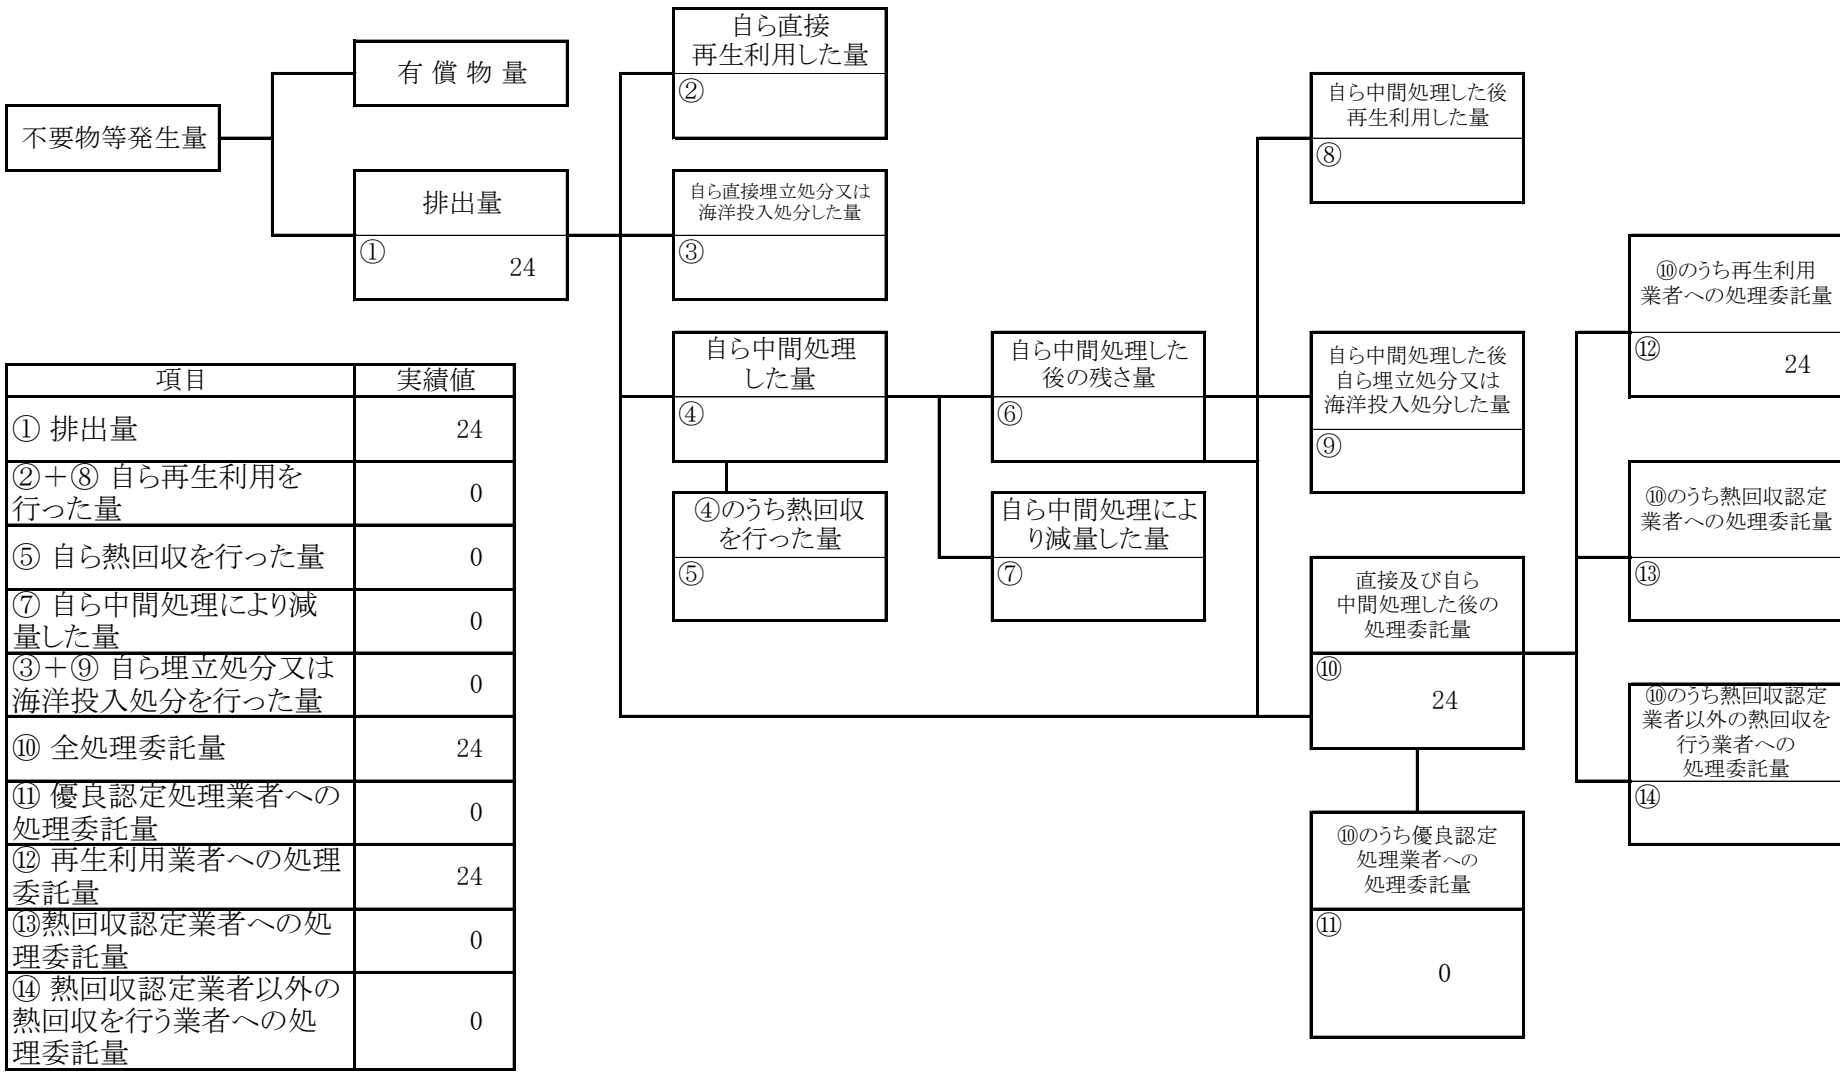 自ら直接
再生利用した量
②
有 償 物 量
不要物等発生量
排出量
①
24
自ら直接埋立処分又は
海洋投入処分した量
③
自ら中間処理
した量
④
④のうち熱回収
を行った量
⑤
自ら中間処理した
後の残さ量
⑥
自ら中間処理によ
り減量した量
⑦
自ら中間処理した後
再生利用した量
⑧
自ら中間処理した後
自ら埋立処分又は
海洋投入処分した量
⑨
直接及び自ら
中間処理した後の
処理委託量
⑩
24
⑩のうち優良認定
処理業者への
処理委託量
⑪
0
⑩のうち再生利用
業者への処理委託量
⑫
24
⑩のうち熱回収認定
業者への処理委託量
⑬
⑩のうち熱回収認定
業者以外の熱回収を
行う業者への
処理委託量
⑭
項目 実績値
① 排出量 24
②+⑧ 自ら再生利用を
行った量 0
⑤ 自ら熱回収を行った量 0
⑦ 自ら中間処理により減
量した量 0
③+⑨ 自ら埋立処分又は
海洋投入処分を行った量 0
⑩ 全処理委託量 24
⑪ 優良認定処理業者への
処理委託量 0
⑫ 再生利用業者への処理
委託量 24
⑬熱回収認定業者への処
理委託量 0
⑭ 熱回収認定業者以外の
熱回収を行う業者への処
理委託量 0